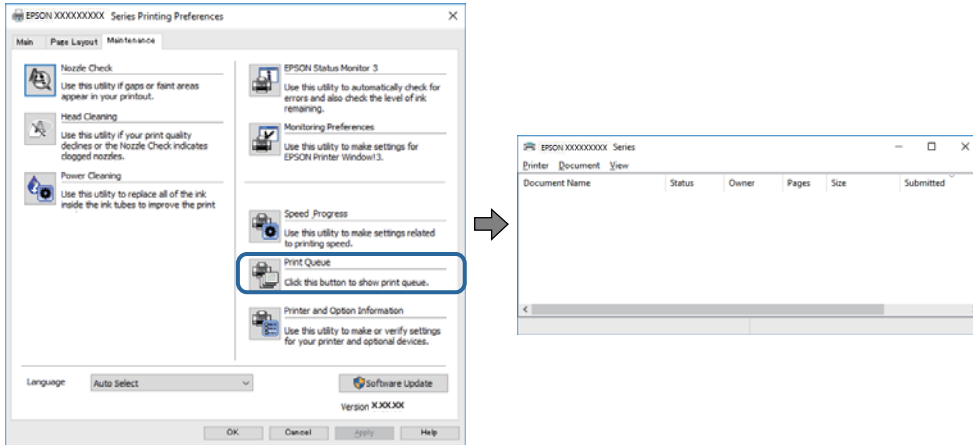 EPSON XXXXXXXXX Series Printing Preferences
Main Page Layout Maintenance
Nozzle Check
Use this utility if gaps or faint areas
appear in your printout.
Head Cleaning
Use this utility if your print quality
declines or the Nozzle Check indicates
clogged nozzles.
Power Cleaning
Use this utility to replace all of the ink
inside the ink tubes to improve the print
EPSON Status Monitor 3
Use this utility to automatically check for
errors and also check the level of ink
remaining.
Monitoring Preferences
Use this utility to make settings for
EPSON Printer Window!3.
Speed Progress
Use this utility to make settings related
to printing speed.
Print Queue
Click this button to show print queue.
Printer and Option Information
Use this utility to make or verify settings
for your printer and optional devices.
Language Auto Select
Software Update
Version X.XX.XX
OK Cancel Apply Help
EPSON XXXXXXXXX Series
Printer Document View
Document Name Status Owner Pages Size Submitted